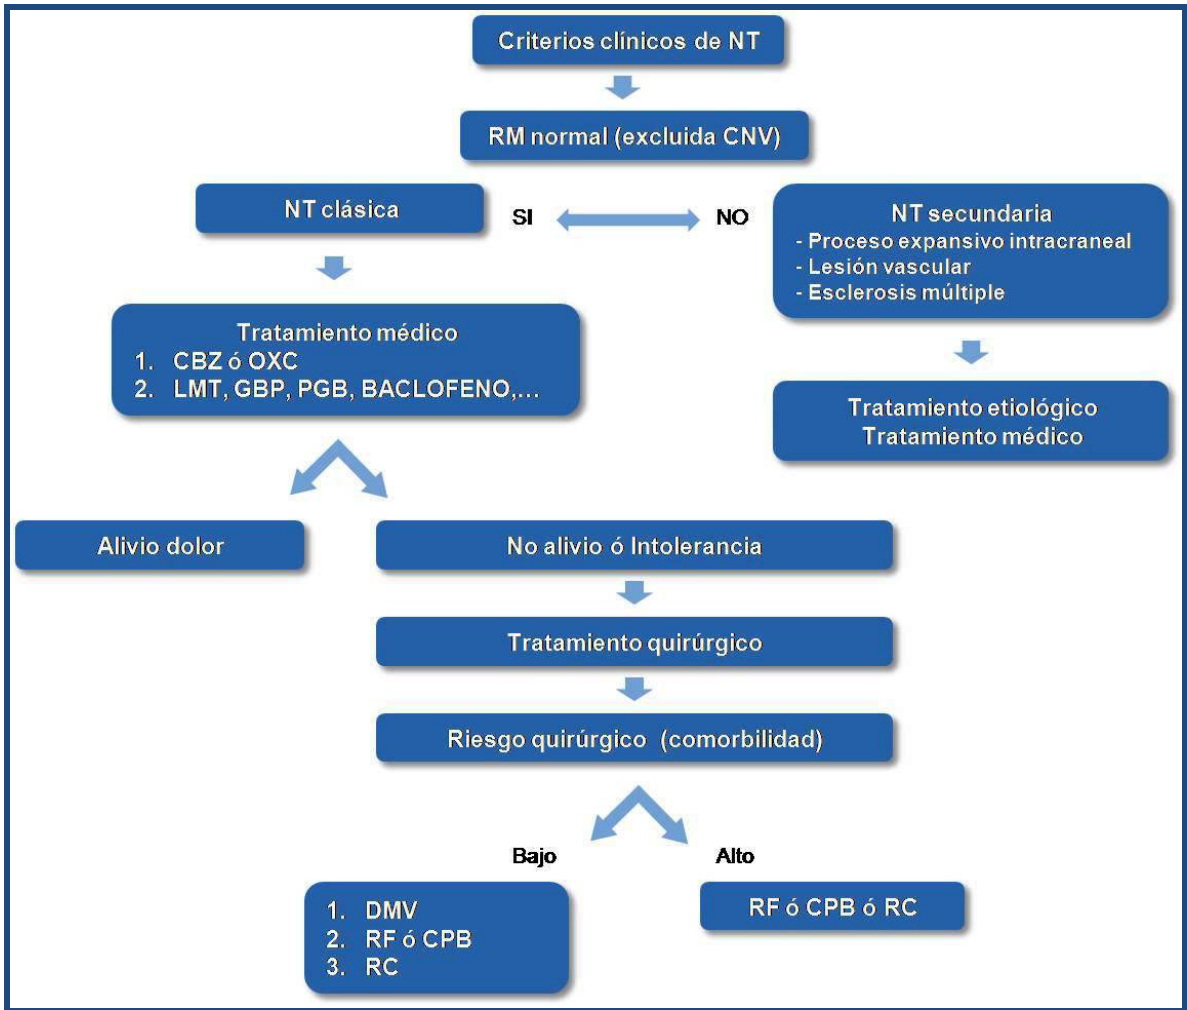 Criterios clínicos de NT
RM normal (excluida CNV)
NT clásica
SI
NO
NT secundaria
- Proceso expansivo intracraneal
- Lesión vascular
- Esclerosis múltiple
Tratamiento médico
1. CBZ ó OXC
2. LMT, GBP, PGB, BACLOFENO,...
Tratamiento etiológico
Tratamiento médico
Alivio dolor
No alivio ó Intolerancia
Tratamiento quirúrgico
Riesgo quirúrgico (comorbilidad)
Bajo
Alto
1. DMV
2. RF ó CPB
3. RC
RF ó CPB ó RC